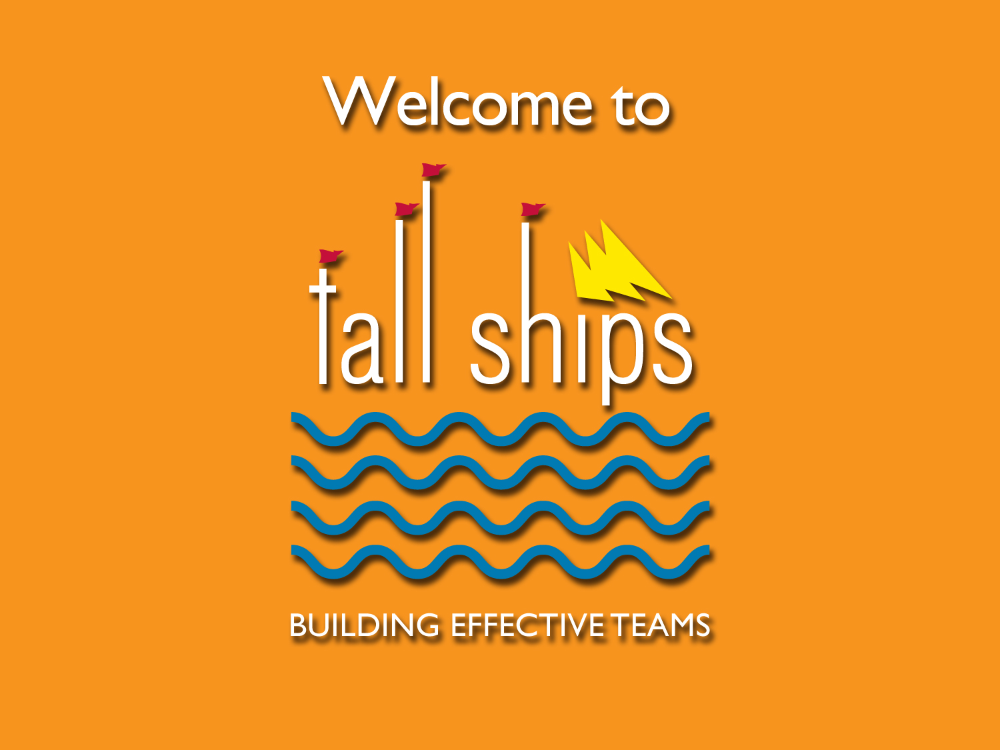 Welcome to
tall ships
BUILDING EFFECTIVE TEAMS